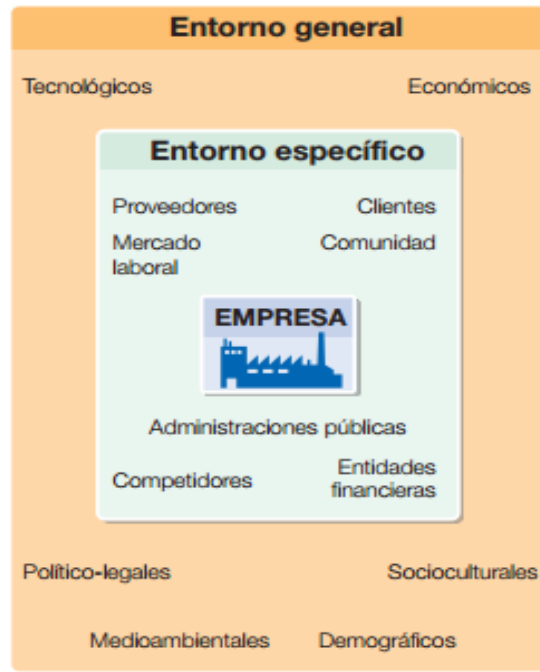 Entorno general
Tecnológicos
Económicos
Entorno específico
Proveedores
Clientes
Mercado
laboral
Comunidad
EMPRESA
Administraciones públicas
Competidores
Entidades
financieras
Político-legales
Socioculturales
Medioambientales
Demográficos